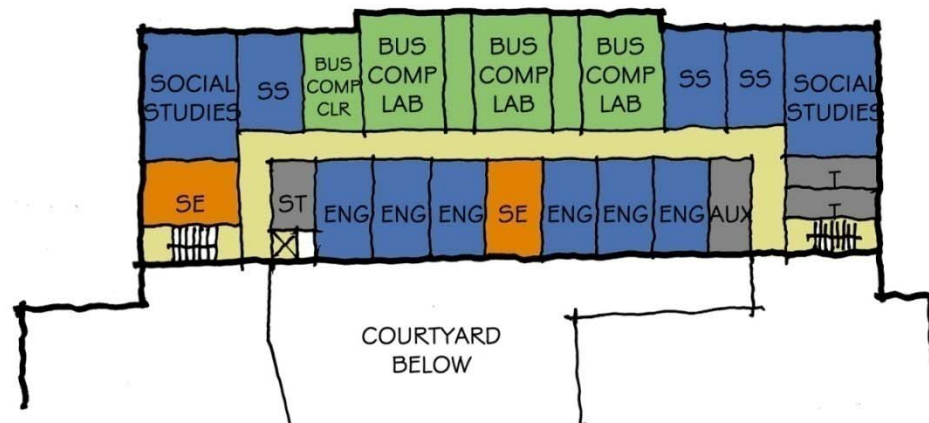 SOCIAL
STUDIES
SS
BUS
COMP
CLR
BUS
COMP
LAB
BUS
COMP
LAB
BUS
COMP
LAB
SS
SS
SOCIAL
STUDIES
SE
ST
ENG
ENG
ENG
SE
ENG
ENG
ENG
AUX
T
T
COURTYARD
BELOW